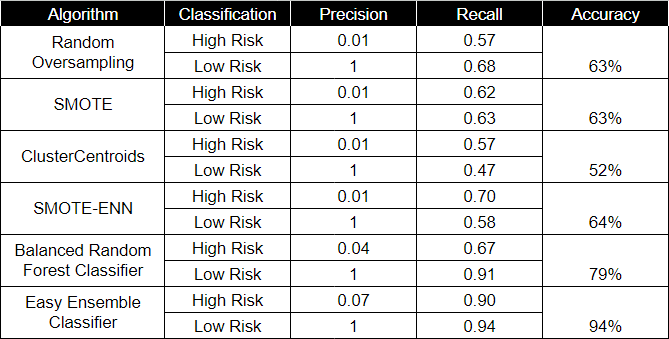 Algorithm Classification Precision Recall Accuracy
Random Oversampling High Risk 0.01 0.57
Low Risk 1 0.68 63%
SMOTE High Risk 0.01 0.62
Low Risk 1 0.63 63%
ClusterCentroids High Risk 0.01 0.57
Low Risk 1 0.47 52%
SMOTE-ENN High Risk 0.01 0.70
Low Risk 1 0.58 64%
Balanced Random Forest Classifier High Risk 0.04 0.67
Low Risk 1 0.91 79%
Easy Ensemble Classifier High Risk 0.07 0.90
Low Risk 1 0.94 94%